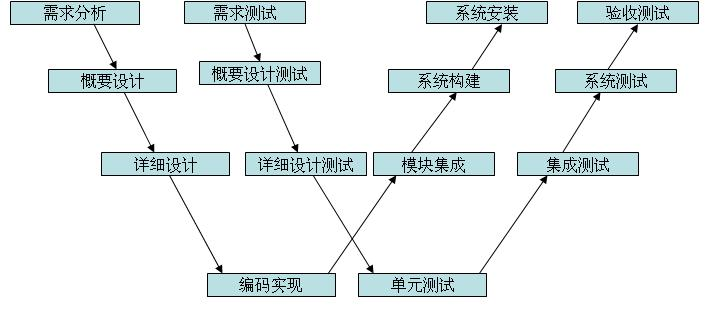 需求分析
需求测试
系统安装
验收测试
概要设计
概要设计测试
系统构建
系统测试
详细设计
详细设计测试
模块集成
集成测试
编码实现
单元测试